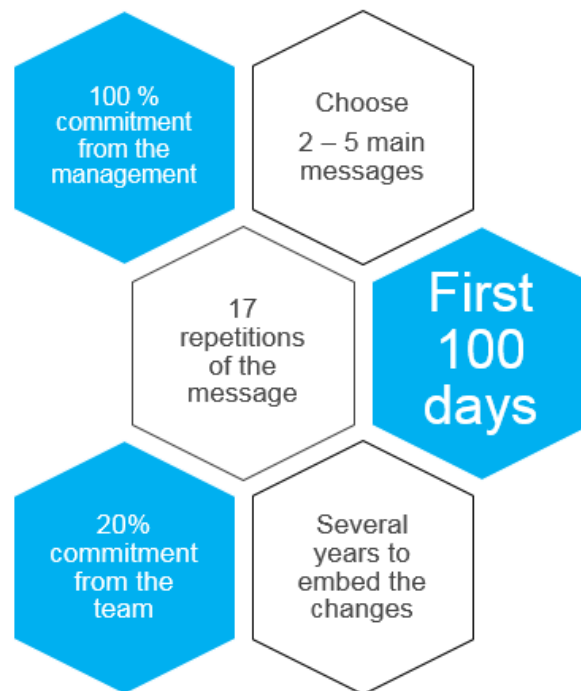 100 %
commitment
from the
management
Choose
2 – 5 main
messages
17
repetitions
of the
message
First
100
days
20%
commitment
from the
team
Several
years to
embed the
changes